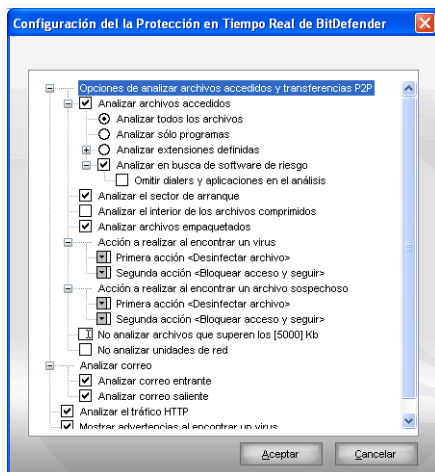 Configuración del la Protección en Tiempo Real de BitDefender
Opciones de analizar archivos accedidos y transferencias P2P
Analizar archivos accedidos
Analizar todos los archivos
Analizar sólo programas
Analizar extensiones definidas
Analizar en busca de software de riesgo
Omitir dialers y aplicaciones en el análisis
Analizar el sector de arranque
Analizar el interior de los archivos comprimidos
Analizar archivos empaquetados
Acción a realizar al encontrar un virus
Primera acción <Desinfectar archivo>
Segunda acción <Bloquear acceso y seguir>
Acción a realizar al encontrar un archivo sospechoso
Primera acción <Desinfectar archivo>
Segunda acción <Bloquear acceso y seguir>
No analizar archivos que superen los [5000] Kb
No analizar unidades de red
Analizar correo
Analizar correo entrante
Analizar correo saliente
Analizar el tráfico HTTP
Mostrar advertencias al encontrar un virus
Aceptar
Cancelar